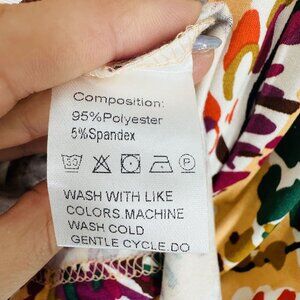 Composition:
95%Polyester
5%Spandex
WASH WITH LIKE
COLORS.MACHINE
WASH COLD
GENTLE CYCLE.DO